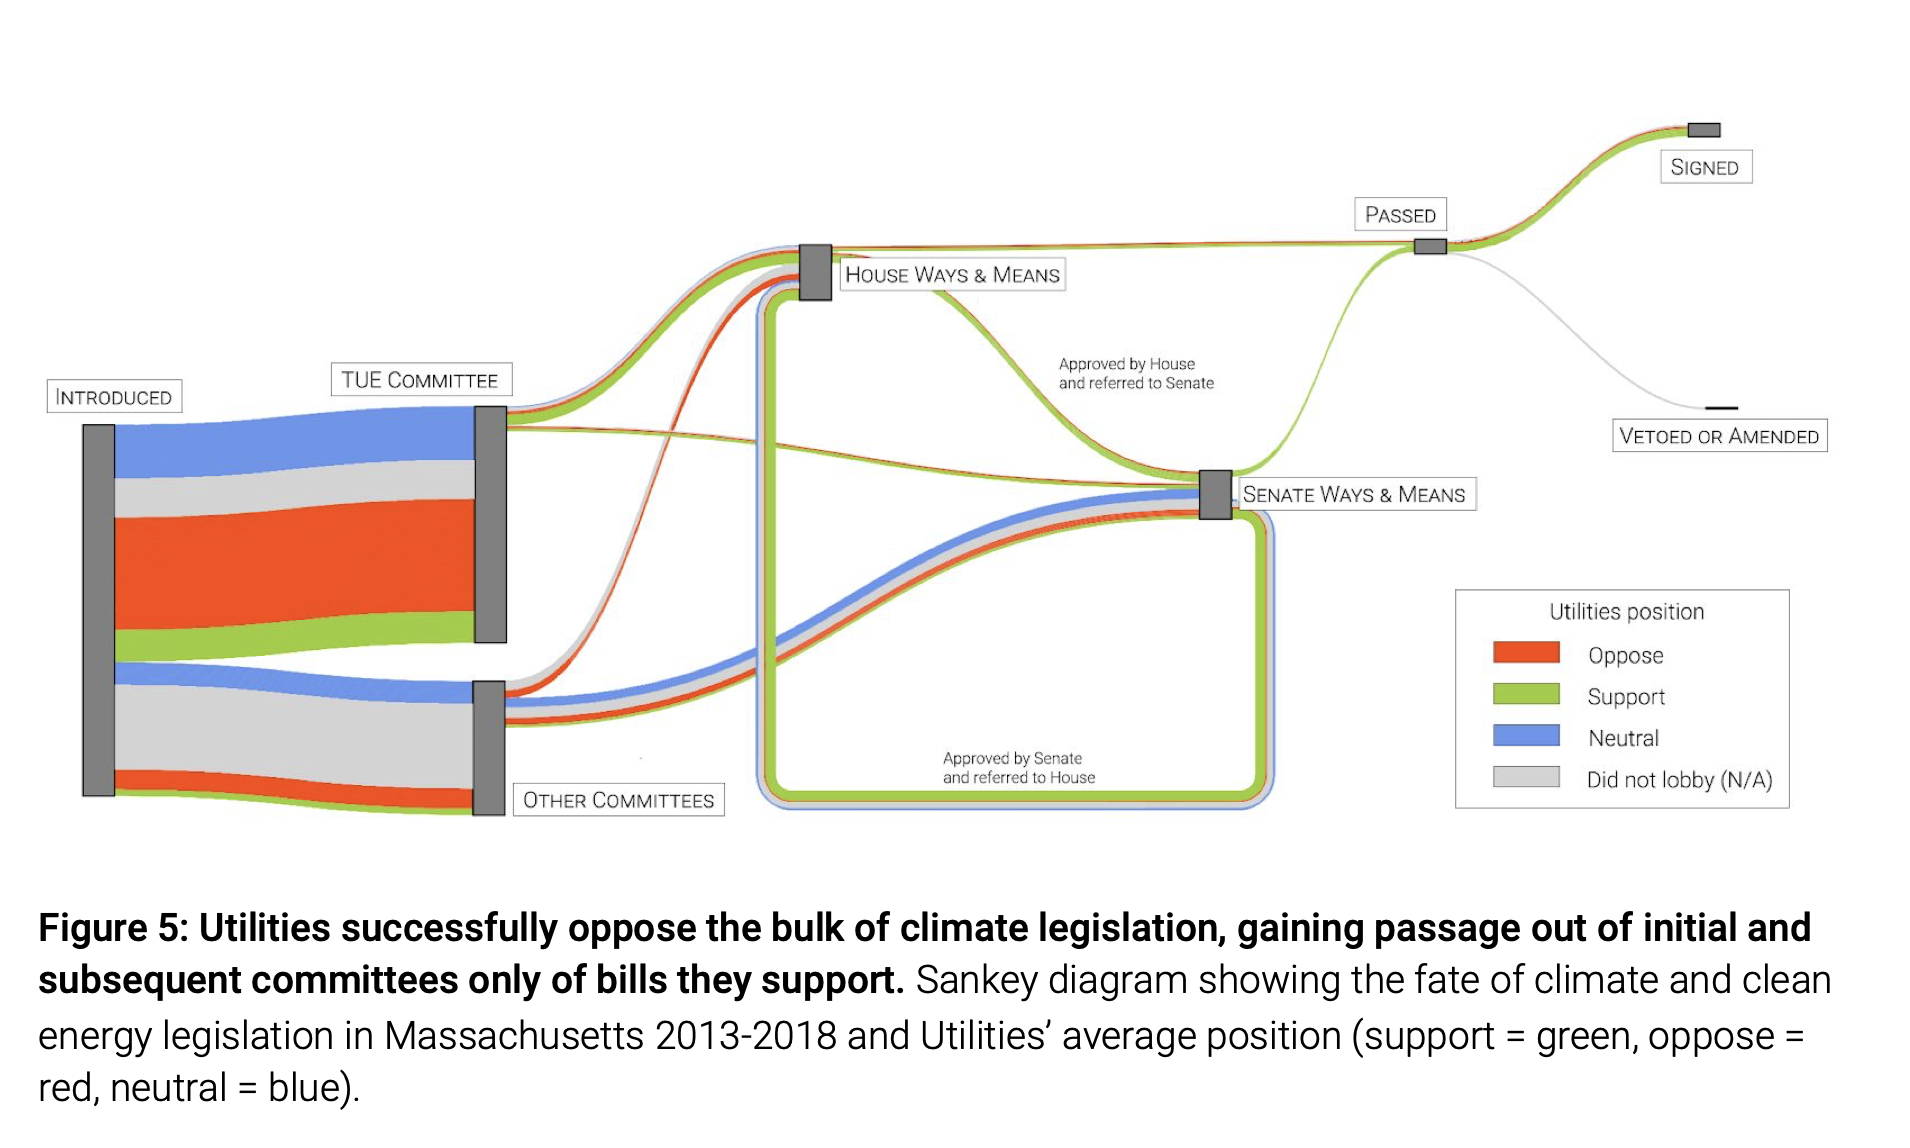 SIGNED
PASSED
HOUSE WAYS & MEANS
Approved by House
and referred to Senate
TUE COMMITTEE
INTRODUCED
VETOED OR AMENDED
SENATE WAYS & MEANS
Utilities position
Oppose
Support
Neutral
Did not lobby (N/A)
Approved by Senate
and referred to House
OTHER COMMITTEES
Figure 5: Utilities successfully oppose the bulk of climate legislation, gaining passage out of initial and
subsequent committees only of bills they support. Sankey diagram showing the fate of climate and clean
energy legislation in Massachusetts 2013-2018 and Utilities’ average position (support = green, oppose =
red, neutral = blue).